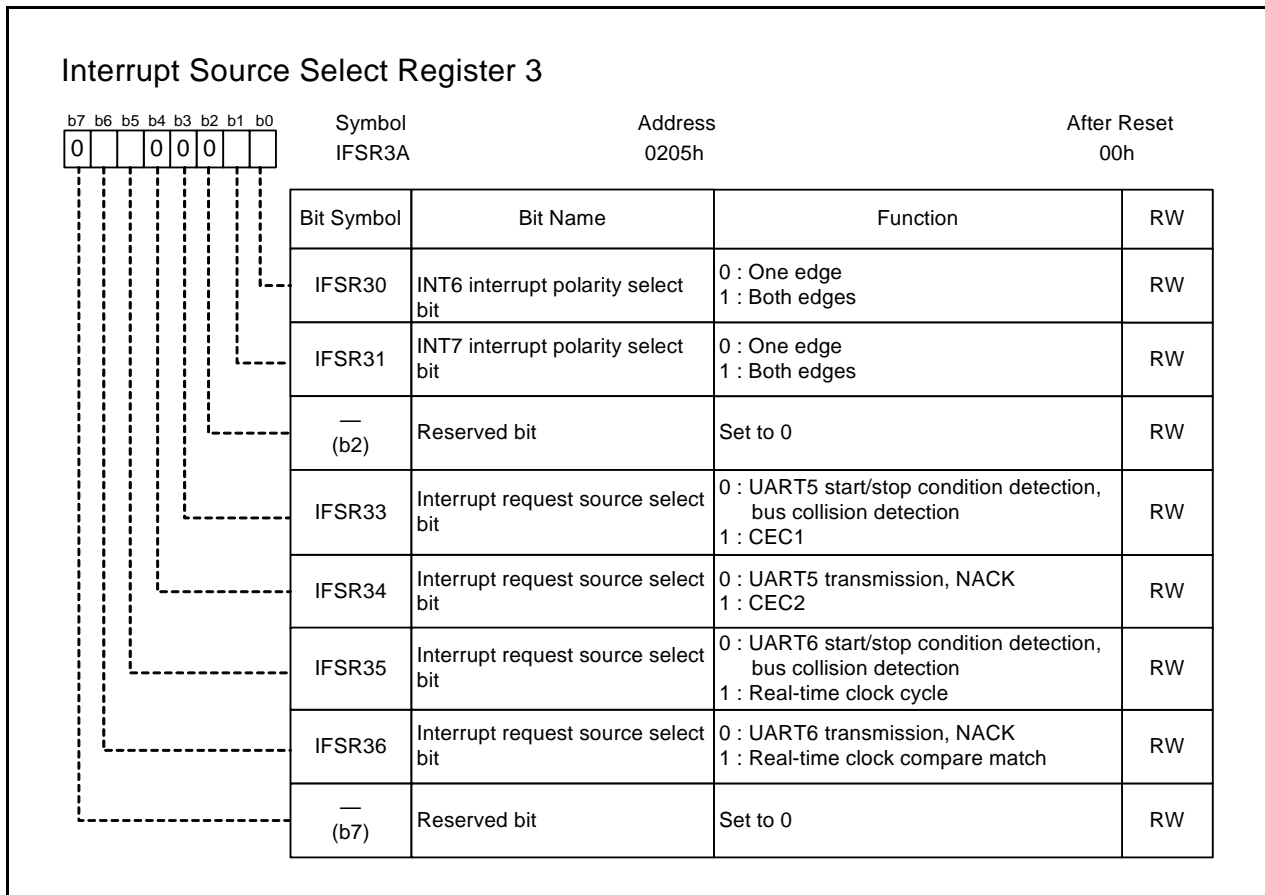 Interrupt Source Select Register 3
b7 b6 b5 b4 b3 b2 b1 b0
0 0 0 0
Symbol Address After Reset
IFSR3A 0205h 00h
Bit Symbol Bit Name Function RW
IFSR30 INT6 interrupt polarity select bit 0 : One edge
1 : Both edges RW
IFSR31 INT7 interrupt polarity select bit 0 : One edge
1 : Both edges RW
—
(b2) Reserved bit Set to 0 RW
IFSR33 Interrupt request source select bit 0 : UART5 start/stop condition detection,
bus collision detection
1 : CEC1 RW
IFSR34 Interrupt request source select bit 0 : UART5 transmission, NACK
1 : CEC2 RW
IFSR35 Interrupt request source select bit 0 : UART6 start/stop condition detection,
bus collision detection
1 : Real-time clock cycle RW
IFSR36 Interrupt request source select bit 0 : UART6 transmission, NACK
1 : Real-time clock compare match RW
—
(b7) Reserved bit Set to 0 RW